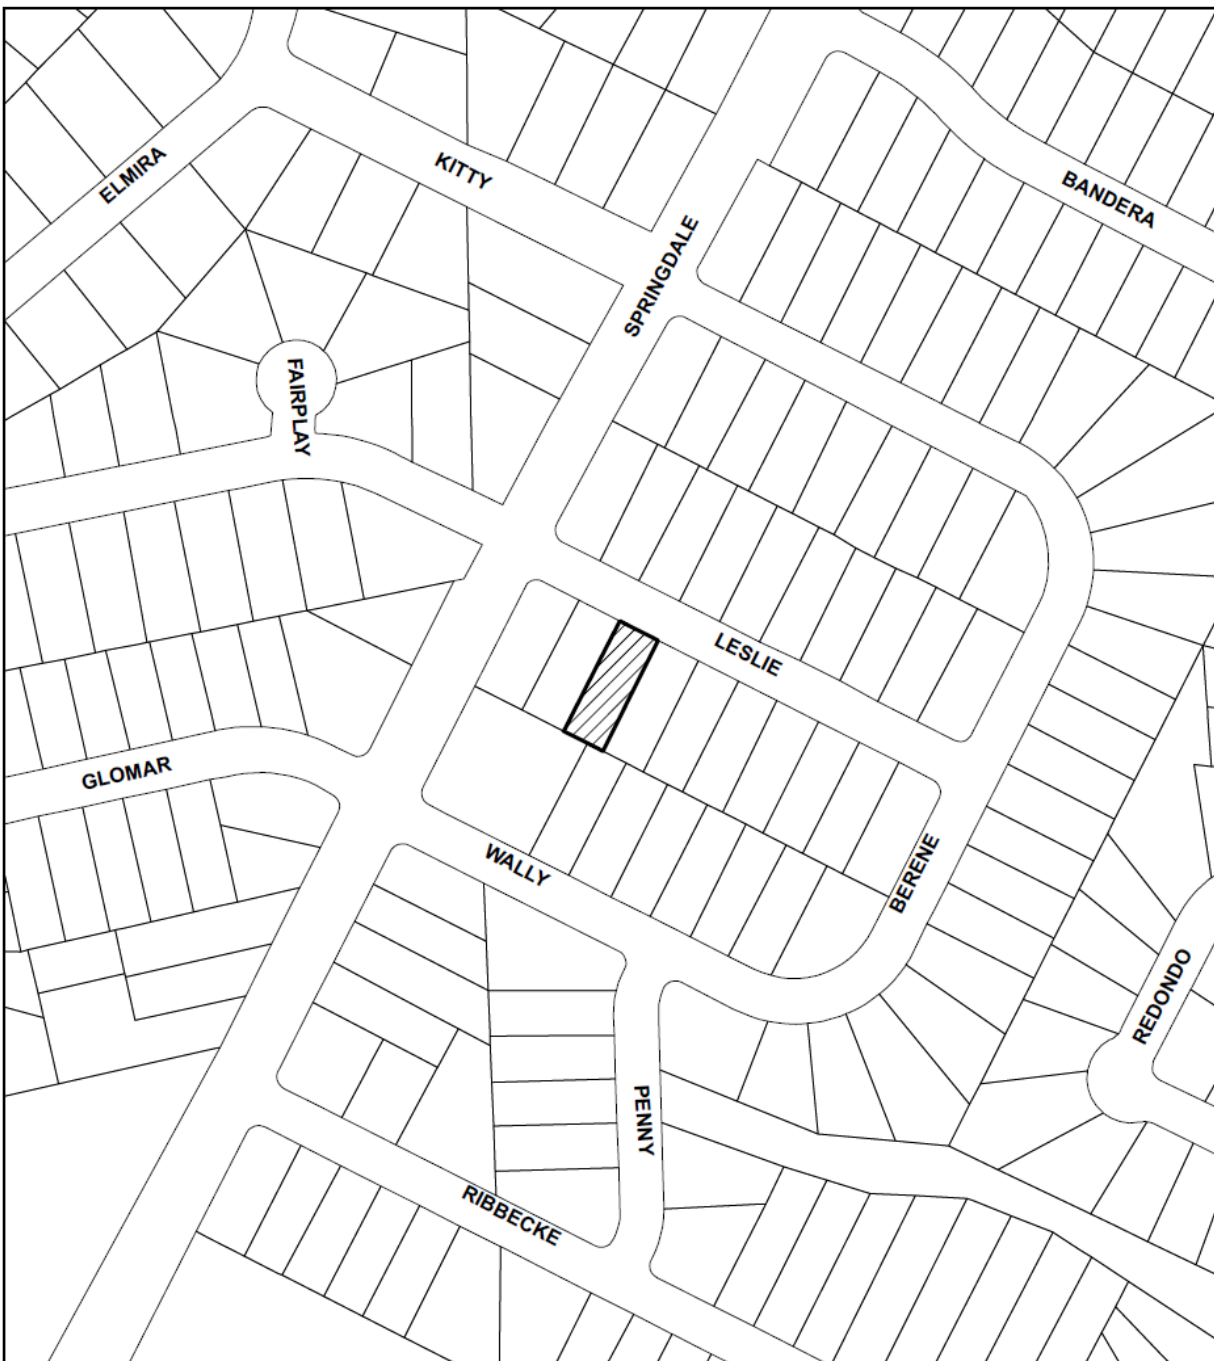 ELMIRA
KITTY
BANDERA
SPRINGDALE
FAIRPLAY
LESLIE
GLOMAR
WALLY
BERENE
REDONDO
PENNY
RIBBECKE